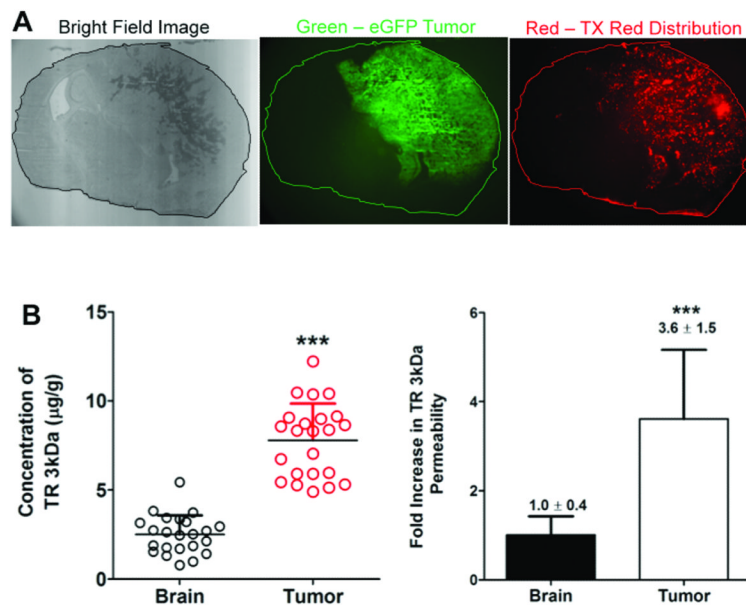 A
Bright Field Image
Green – eGFP Tumor
Red – TX Red Distribution
B
Concentration of
TR 3kDa (µg/g)
15
10
5
0
***
Brain
Tumor
Fold Increase in TR 3kDa
Permeability
6
4
2
0
1.0 ± 0.4
***
3.6 ± 1.5
Brain
Tumor